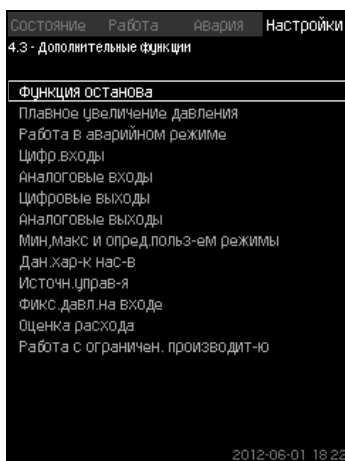 Состояние Работа Авария Настройки
4.3 - Дополнительные функции
Функция останова
Плавное увеличение давления
Работа в аварийном режиме
Цифр.входы
Аналоговые входы
Цифровые выходы
Аналоговые выходы
Мин,макс и опред.польз-ем режимы
Дан.хар-к нас-в
Источн.управ-я
Фикс.давл.на входе
Оценка расхода
Работа с ограничен. производит-ю
2012-06-01 18:22